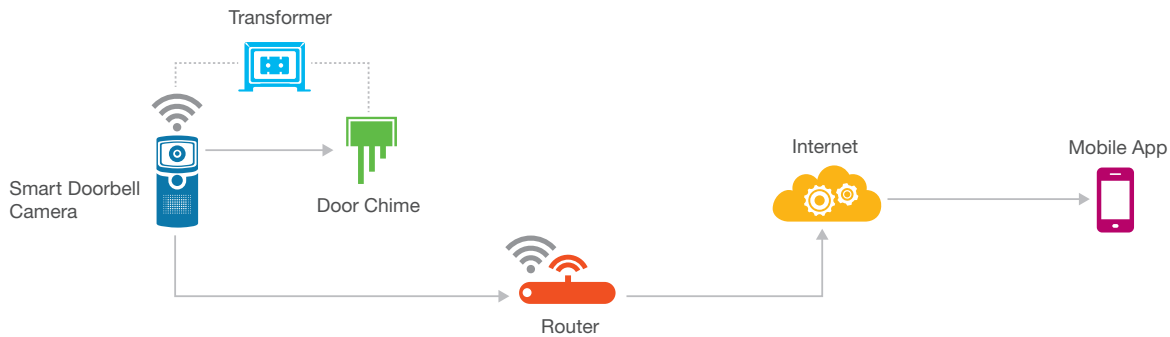 Transformer
Smart Doorbell
Camera
Door Chime
Router
Internet
Mobile App